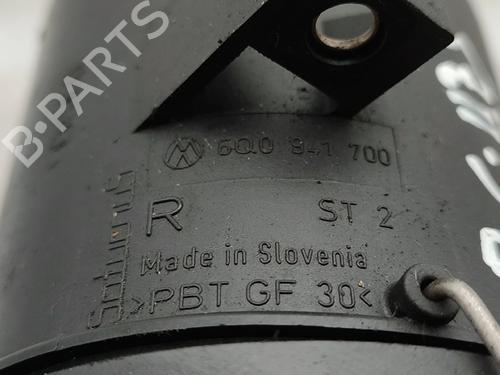 B-PARTS
6Q0 941 700
R ST 2
Made in Slovenia
>PBT GF 30<